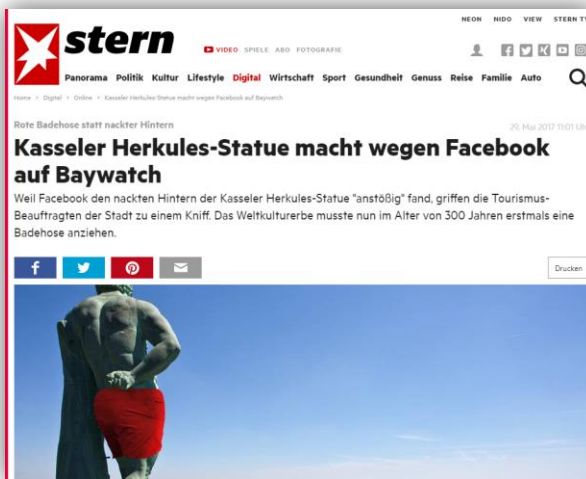 NEON NIDO VIEW STERN TV
stern
VIDEO SPIELE ABO FOTOGRAFIE
Panorama Politik Kultur Lifestyle Digital Wirtschaft Sport Gesundheit Genuss Reise Familie Auto
Home > Digital > Online > Kasseler Herkules-Statue macht wegen Facebook auf Baywatch
Rote Badehose statt nackter Hintern
29. Mai 2017 11:01 Uh
Kasseler Herkules-Statue macht wegen Facebook
auf Baywatch
Weil Facebook den nackten Hintern der Kasseler Herkules-Statue "anstößig" fand, griffen die Tourismus-
Beauftragten der Stadt zu einem Kniff. Das Weltkulturerbe musste nun im Alter von 300 Jahren erstmals eine
Badehose anziehen.
Drucken